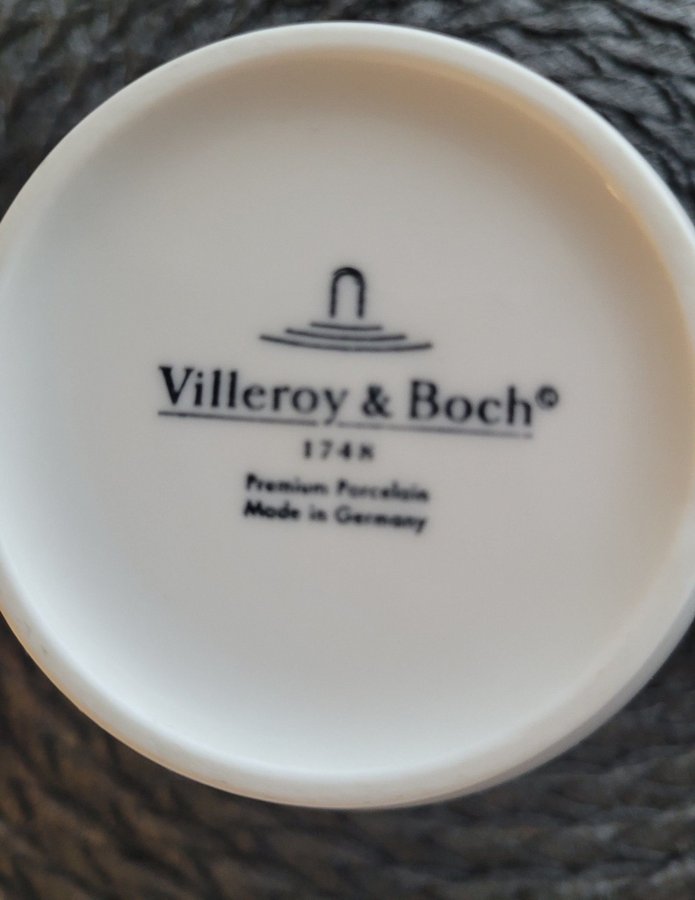 Villeroy & Boch©
1748
Premium Porcelain
Made in Germany